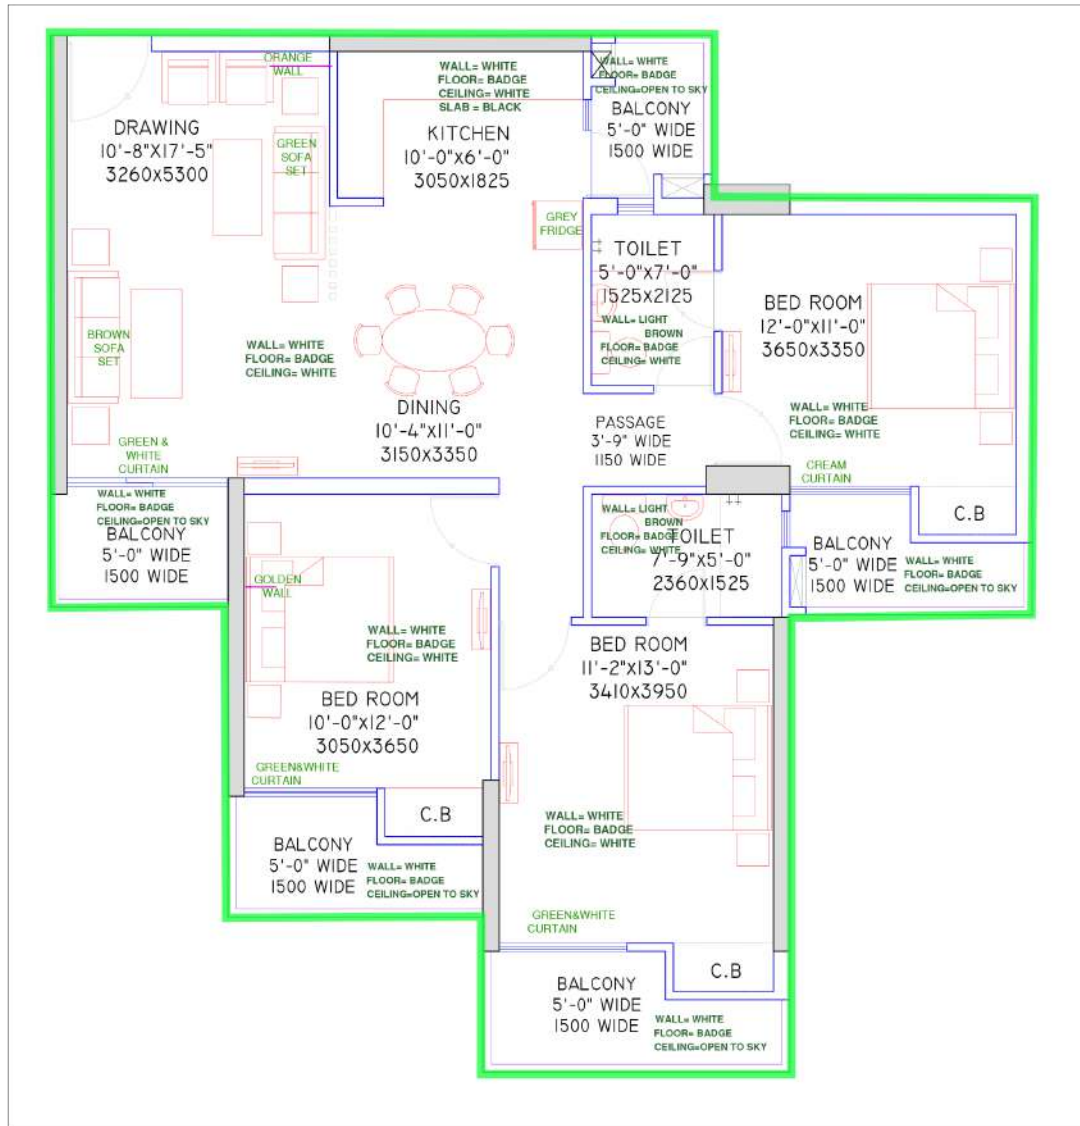 ORANGE
WALL
WALL= WHITE
FLOOR= BADGE
CEILING= WHITE
SLAB = BLACK
WALL= WHITE
FLOOR= BADGE
CEILING=OPEN TO SKY
BALCONY
5'-0" WIDE
1500 WIDE
DRAWING
10'-8"X17'-5"
3260x5300
GREEN
SOFA
SET
KITCHEN
10'-0"x6'-0"
3050x1825
GREY
FRIDGE
TOILET
5'-0"x7'-0"
1525x2125
WALL= LIGHT
BROWN
FLOOR= BADGE
CEILING= WHITE
BED ROOM
12'-0"x11'-0"
3650x3350
WALL= WHITE
FLOOR= BADGE
CEILING= WHITE
BROWN
SOFA
SET
WALL= WHITE
FLOOR= BADGE
CEILING= WHITE
DINING
10'-4"x11'-0"
3150x3350
PASSAGE
3'-9" WIDE
1150 WIDE
GREEN &
WHITE
CURTAIN
CREAM
CURTAIN
WALL= WHITE
FLOOR= BADGE
CEILING=OPEN TO SKY
BALCONY
5'-0" WIDE
1500 WIDE
WALL= LIGHT
BROWN
FLOOR= BADGE
CEILING= WHITE
TOILET
7'-9"x5'-0"
2360x1525
C.B
BALCONY
5'-0" WIDE
1500 WIDE
WALL= WHITE
FLOOR= BADGE
CEILING=OPEN TO SKY
GOLDEN
WALL
WALL= WHITE
FLOOR= BADGE
CEILING= WHITE
BED ROOM
10'-0"x12'-0"
3050x3650
GREEN&WHITE
CURTAIN
BED ROOM
11'-2"x13'-0"
3410x3950
C.B
BALCONY
5'-0" WIDE
1500 WIDE
WALL= WHITE
FLOOR= BADGE
CEILING=OPEN TO SKY
WALL= WHITE
FLOOR= BADGE
CEILING= WHITE
GREEN&WHITE
CURTAIN
C.B
BALCONY
5'-0" WIDE
1500 WIDE
WALL= WHITE
FLOOR= BADGE
CEILING=OPEN TO SKY